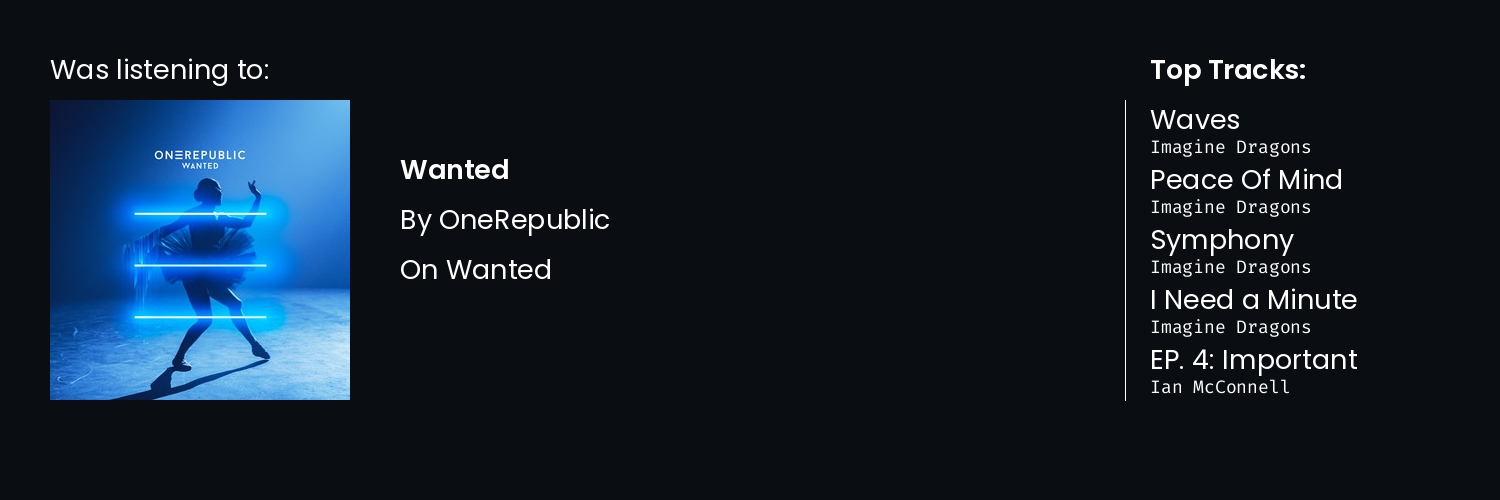 Was listening to:
ONEREPUBLIC
WANTED
Wanted
By OneRepublic
On Wanted
Top Tracks:
Waves
Imagine Dragons
Peace Of Mind
Imagine Dragons
Symphony
Imagine Dragons
I Need a Minute
Imagine Dragons
EP. 4: Important
Ian McConnell